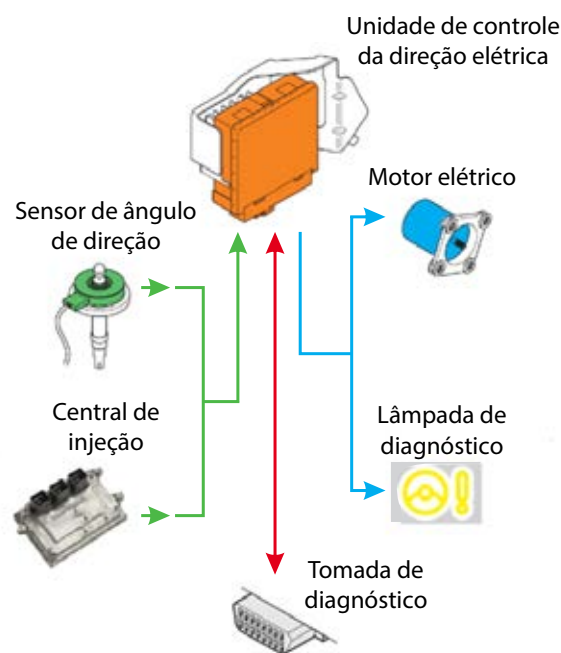 Unidade de controle
da direção elétrica
Motor elétrico
Sensor de ângulo
de direção
Central de
injeção
Lâmpada de
diagnóstico
Tomada de
diagnóstico